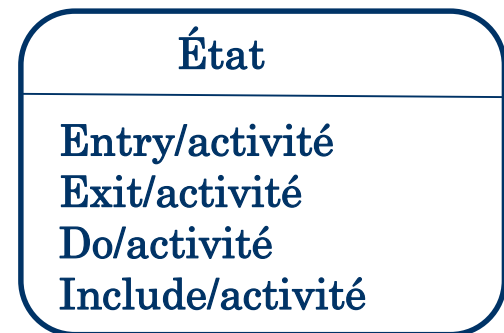 État
Entry/activité
Exit/activité
Do/activité
Include/activité